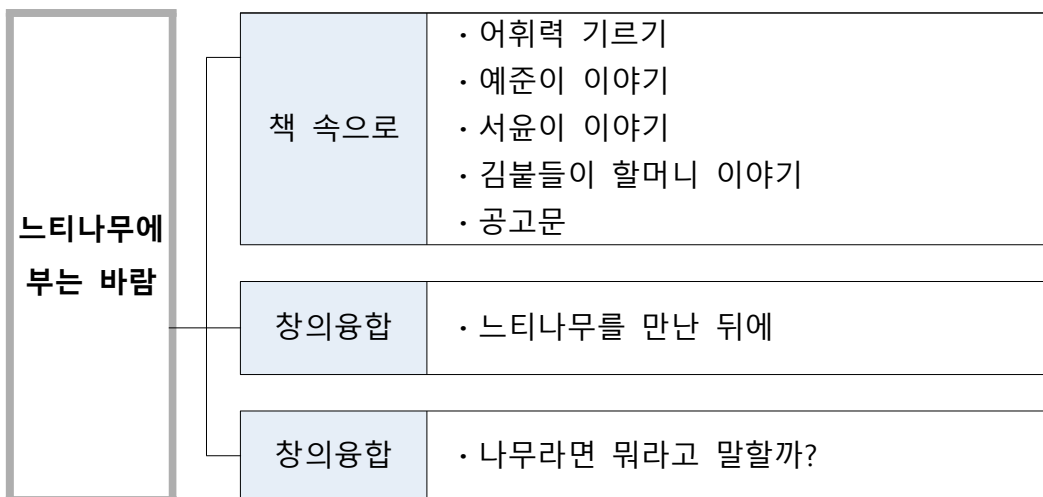 느티나무에
부는 바람
책 속으로
· 어휘력 기르기
· 예준이 이야기
· 서윤이 이야기
· 김붙들이 할머니 이야기
· 공고문
창의융합
· 느티나무를 만난 뒤에
창의융합
· 나무라면 뭐라고 말할까?